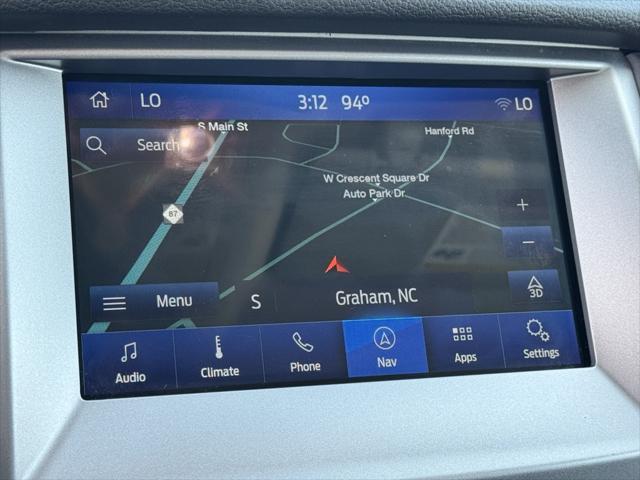 LO 3:12 94° LO
S Main St
Hanford Rd
Search
W Crescent Square Dr
Auto Park Dr
87
+
−
Menu
S
Graham, NC
3D
Audio
Climate
Phone
Nav
Apps
Settings